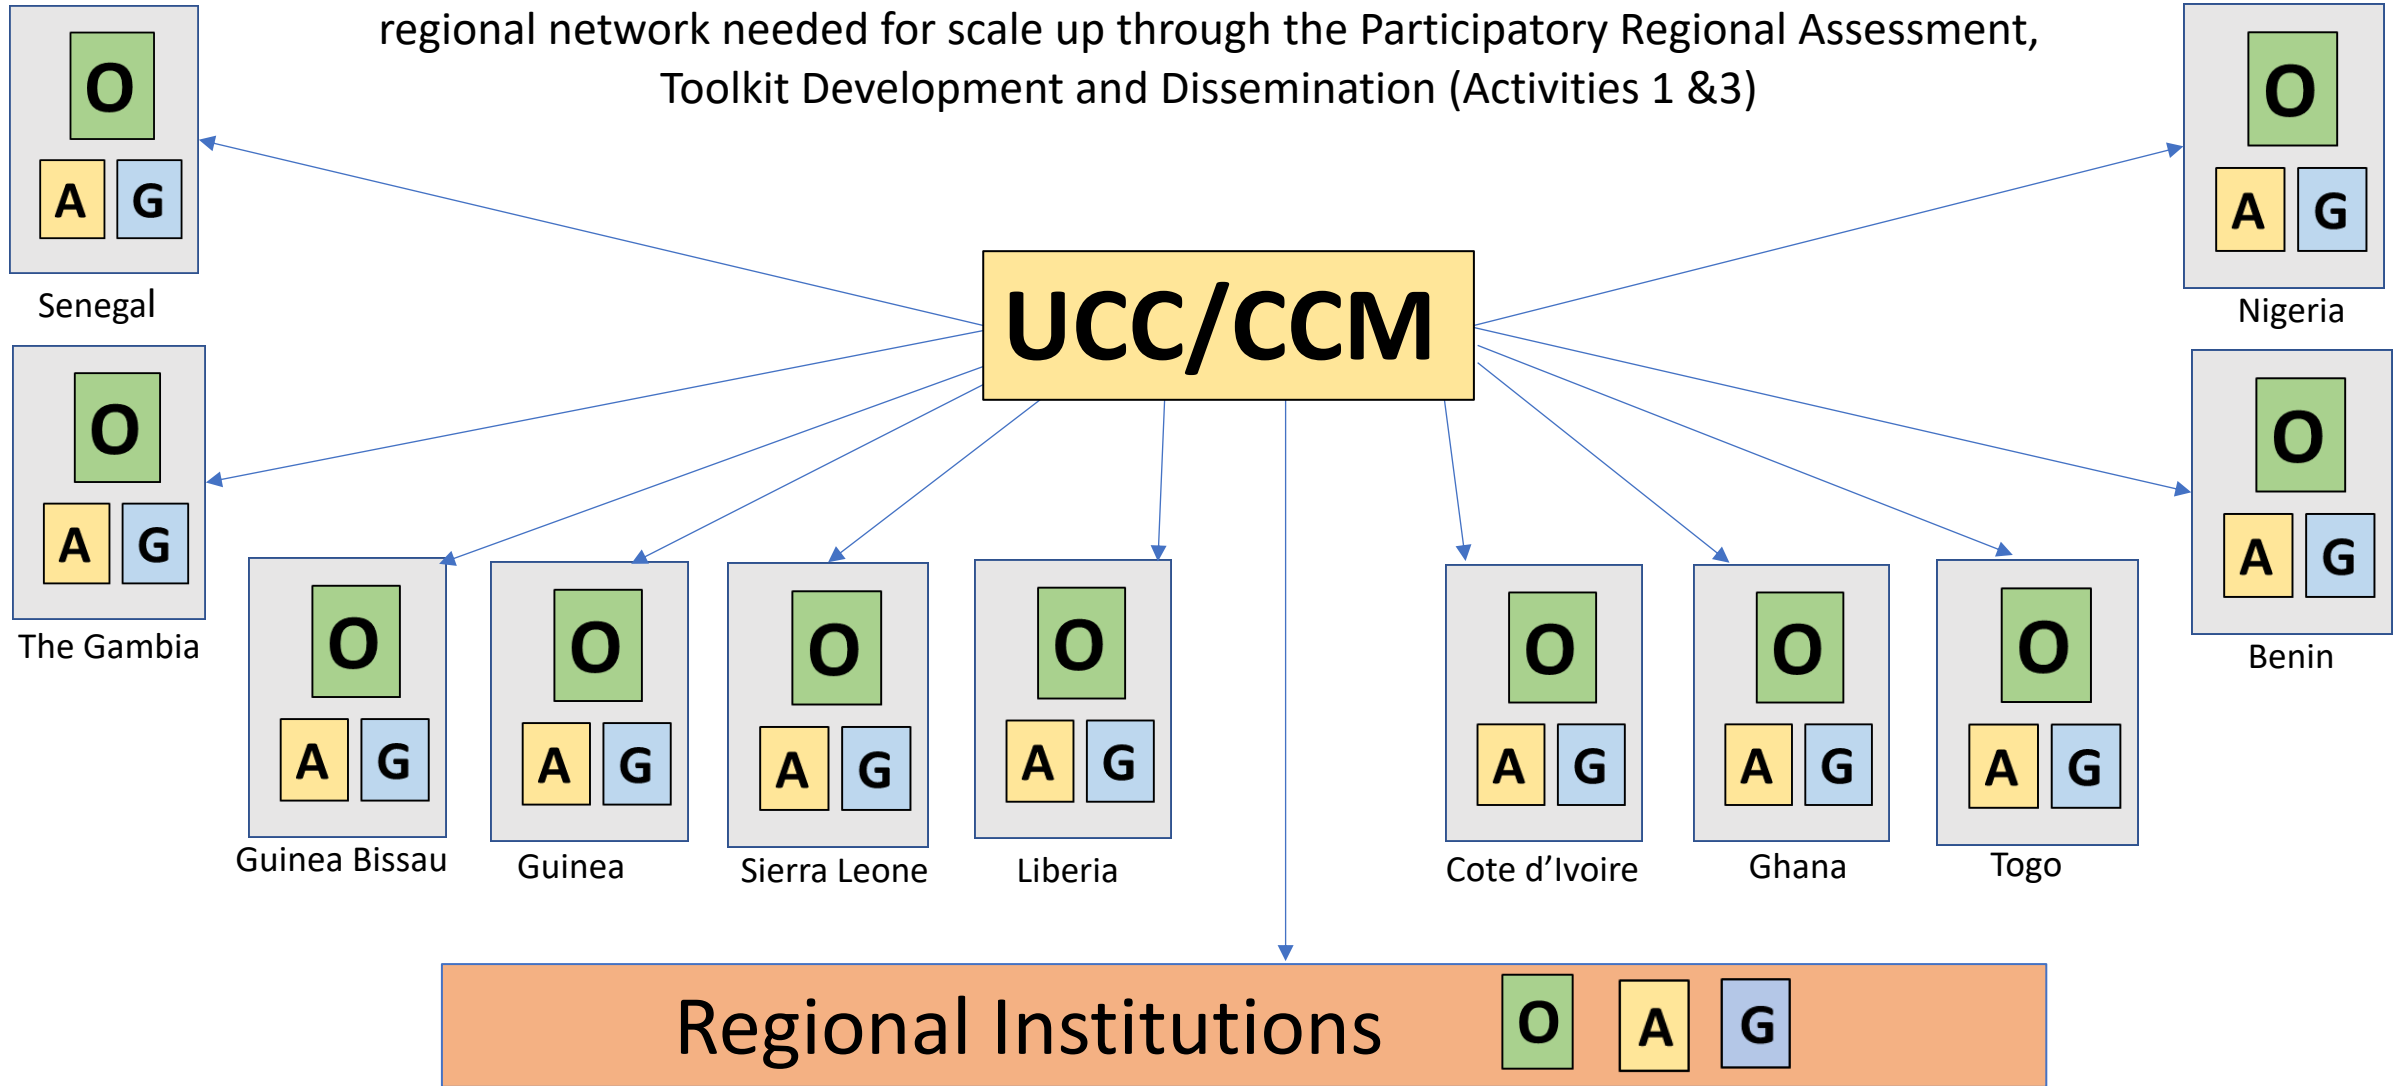 regional network needed for scale up through the Participatory Regional Assessment,
Toolkit Development and Dissemination (Activities 1 &3)
O
A G
Senegal
O
A G
Nigeria
UCC/CCM
O
A G
The Gambia
O
A G
Benin
O
A G
Guinea Bissau
O
A G
Guinea
O
A G
Sierra Leone
O
A G
Liberia
O
A G
Cote d’Ivoire
O
A G
Ghana
O
A G
Togo
Regional Institutions O A G